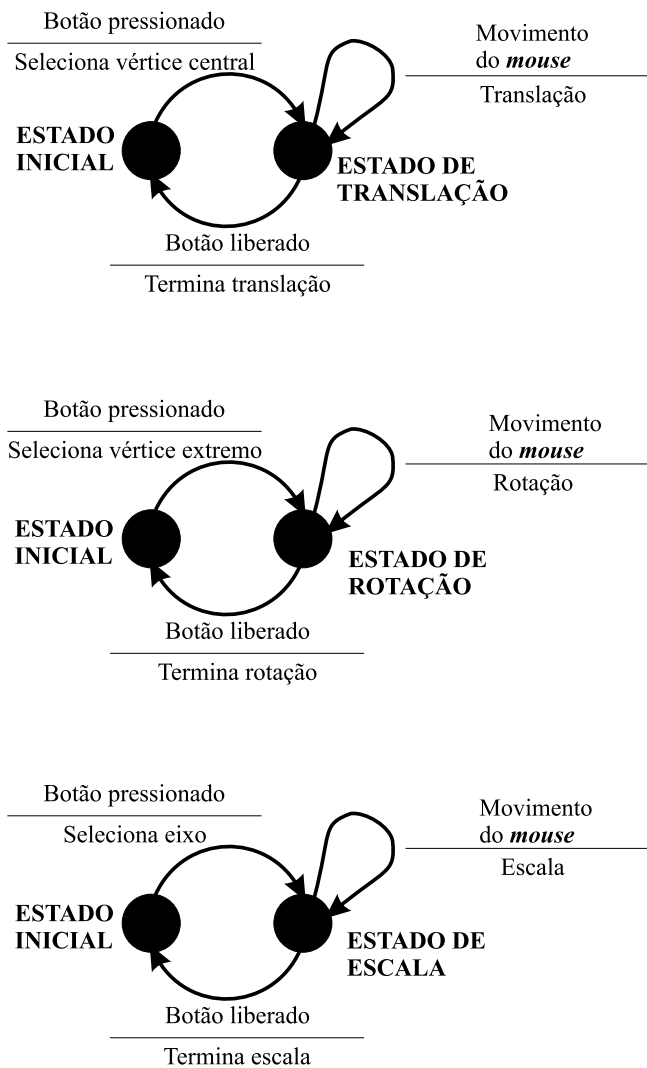 Botão pressionado
Seleciona vértice central
Movimento
do mouse
Translação
ESTADO
INICIAL
ESTADO DE
TRANSLAÇÃO
Botão liberado
Termina translação
Botão pressionado
Seleciona vértice extremo
Movimento
do mouse
Rotação
ESTADO
INICIAL
ESTADO DE
ROTAÇÃO
Botão liberado
Termina rotação
Botão pressionado
Seleciona eixo
Movimento
do mouse
Escala
ESTADO
INICIAL
ESTADO DE
ESCALA
Botão liberado
Termina escala